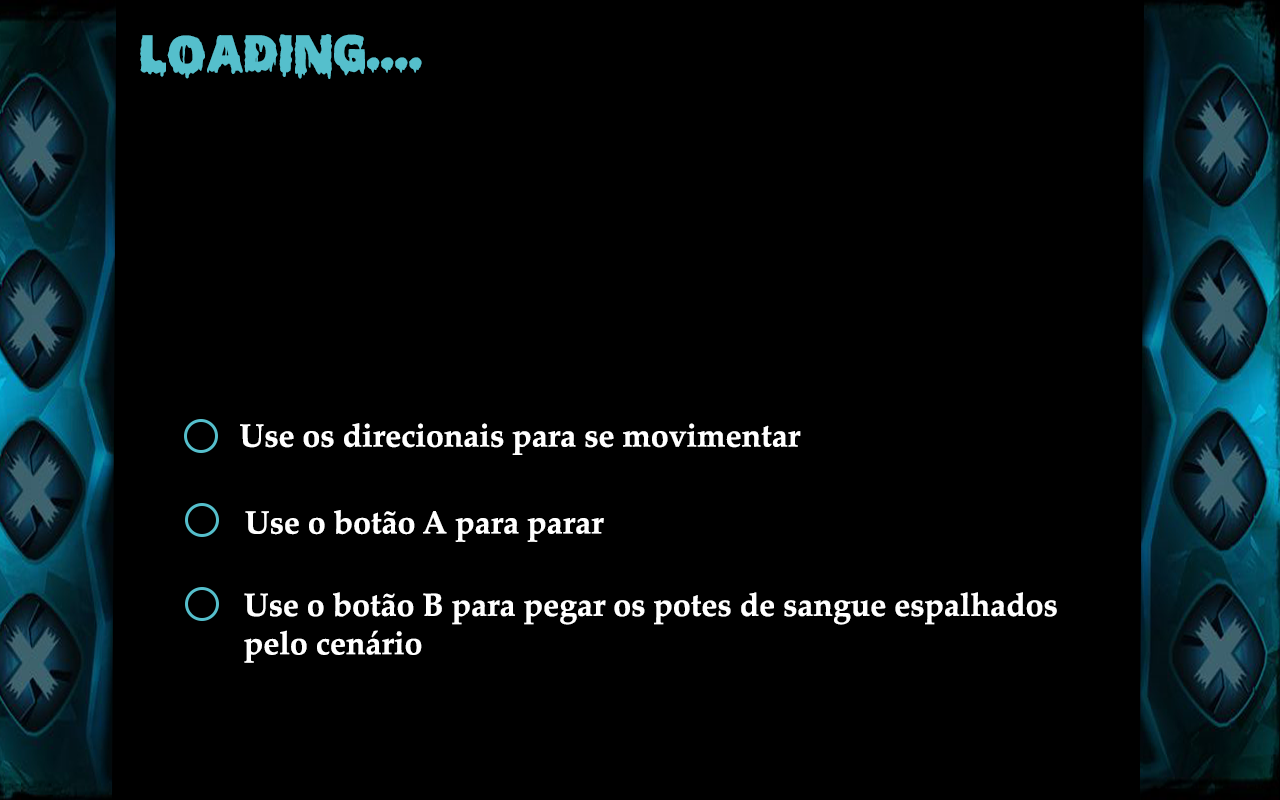 LOADING....
Use os direcionais para se movimentar
Use o botão A para parar
Use o botão B para pegar os potes de sangue espalhados
pelo cenário